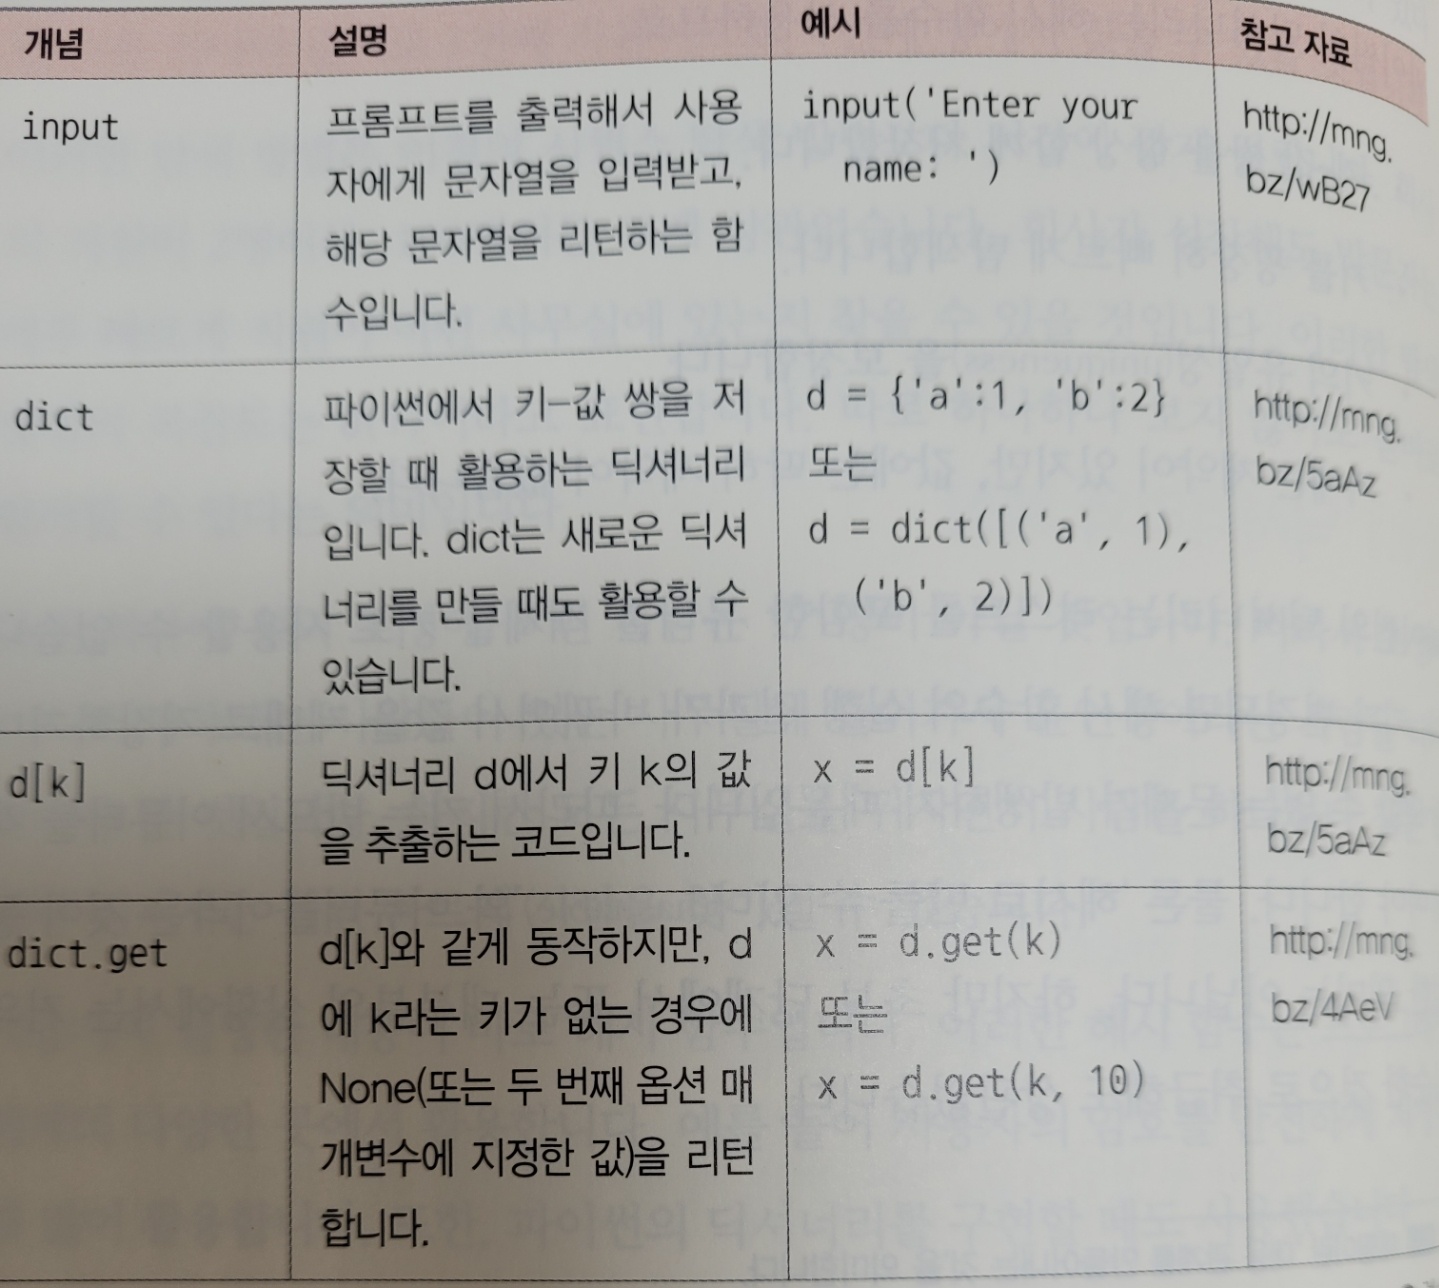 개념 설명 예시 참고 자료
input
프롬프트를 출력해서 사용
자에게 문자열을 입력받고,
해당 문자열을 리턴하는 함
수입니다.
input('Enter your
name: ')
http://mng.
bz/wB27
dict
파이썬에서 키-값 쌍을 저
장할 때 활용하는 딕셔너리
입니다. dict는 새로운 딕셔
너리를 만들 때도 활용할 수
있습니다.
d = {'a':1, 'b':2}
또는
d = dict([('a', 1),
('b', 2)])
http://mng.
bz/5aAz
d[k]
딕셔너리 d에서 키 k의 값
을 추출하는 코드입니다.
x = d[k]
http://mng.
bz/5aAz
dict.get
d[k]와 같게 동작하지만, d
에 k라는 키가 없는 경우에
None(또는 두 번째 옵션 매
개변수에 지정한 값)을 리턴
합니다.
x = d.get(k)
또는
x = d.get(k, 10)
http://mng.
bz/4AeV